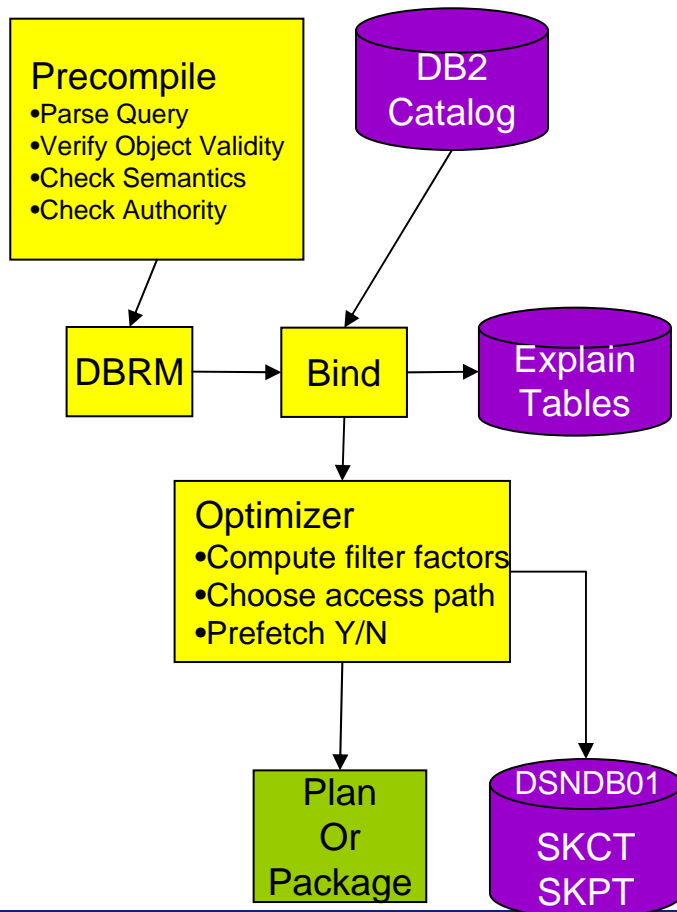 Precompile
•Parse Query
•Verify Object Validity
•Check Semantics
•Check Authority
DB2
Catalog
DBRM
Bind
Explain
Tables
Optimizer
•Compute filter factors
•Choose access path
•Prefetch Y/N
Plan
Or
Package
DSNDB01
SKCT
SKPT